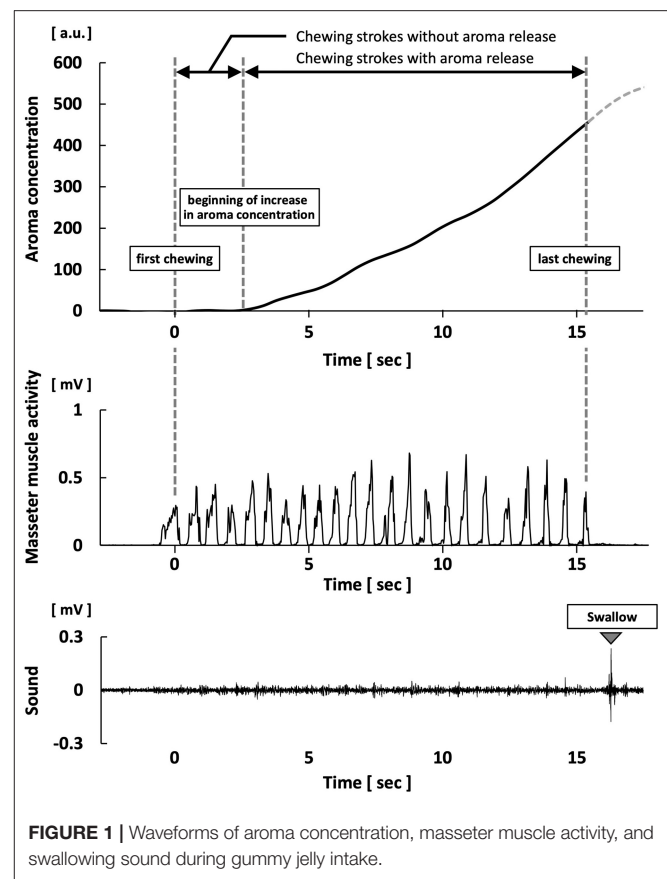 [ a.u. ]
Chewing strokes without aroma release
Chewing strokes with aroma release
Aroma concentration
600
500
400
300
200
100
0
beginning of increase
in aroma concentration
first chewing
last chewing
0
5
10
15
Time [ sec ]
[ mV ]
Masseter muscle activity
1
0.5
0
0
5
10
15
Time [ sec ]
[ mV ]
Swallow
Sound
0.3
0
-0.3
0
5
10
15
Time [ sec ]
FIGURE 1 | Waveforms of aroma concentration, masseter muscle activity, and
swallowing sound during gummy jelly intake.